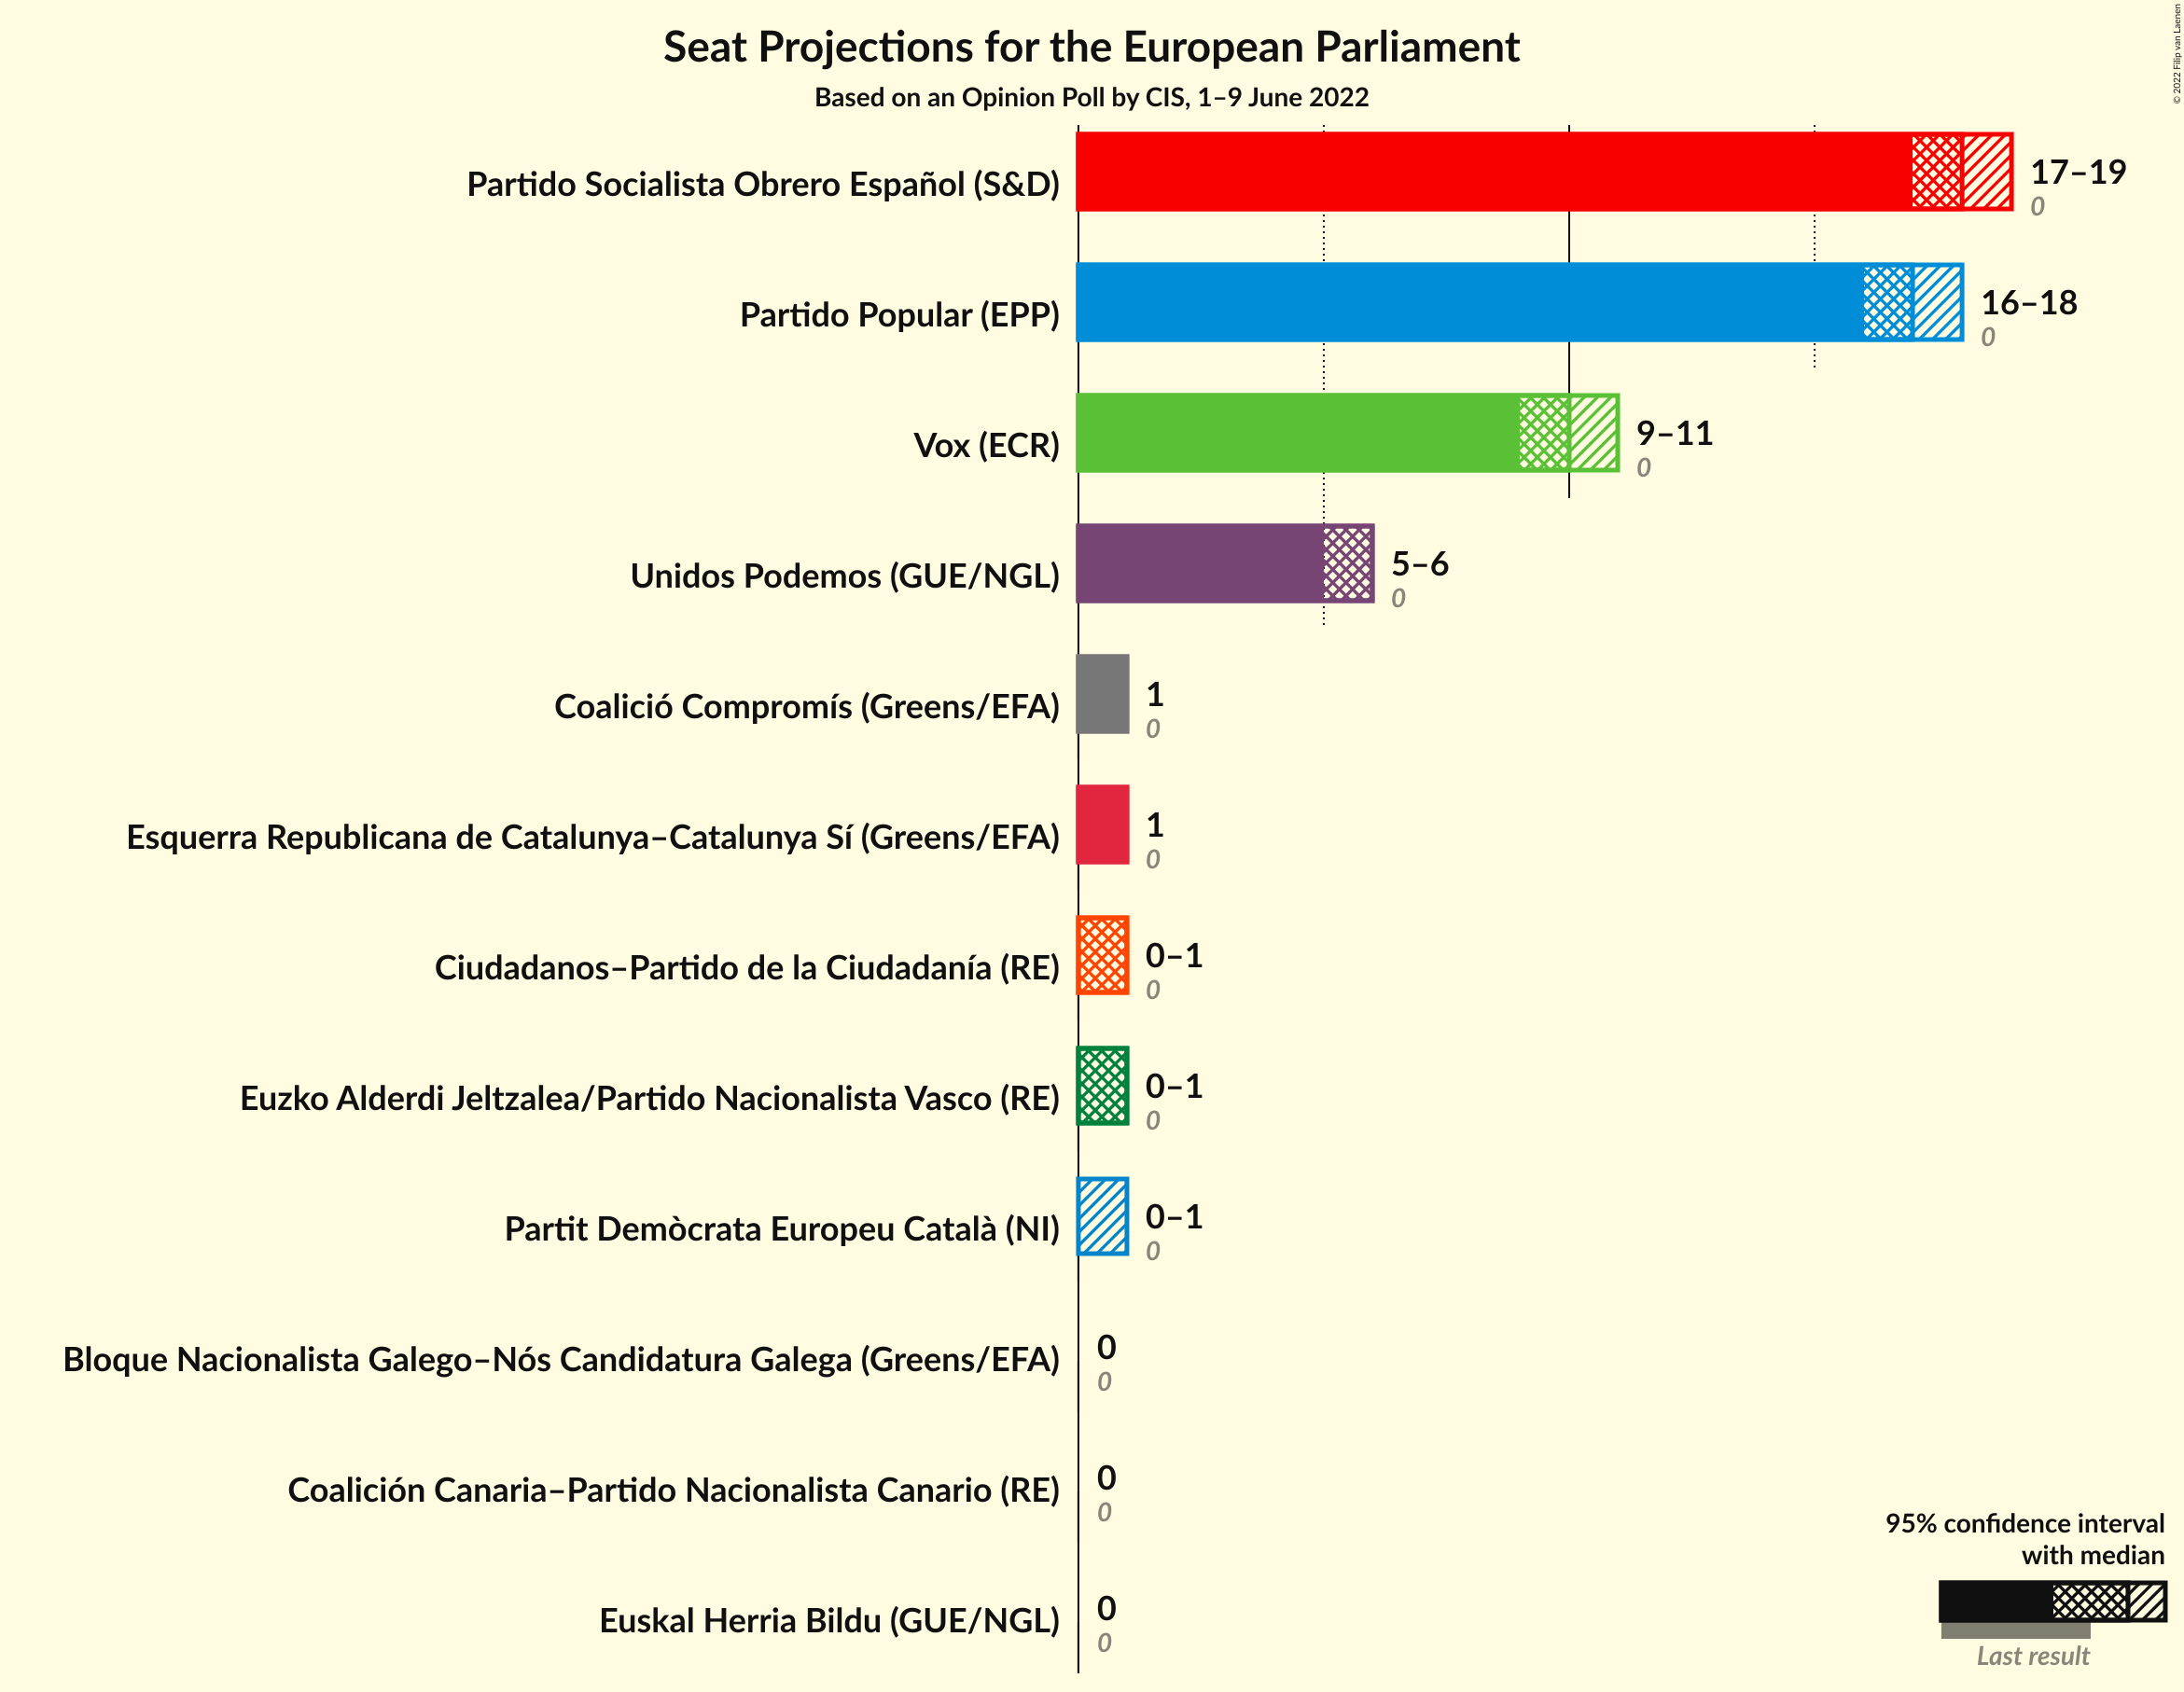 Seat Projections for the European Parliament
Based on an Opinion Poll by CIS, 1–9 June 2022
© 2022 Filip van Laenen
Partido Socialista Obrero Español (S&D)
17–19
0
Partido Popular (EPP)
16–18
0
Vox (ECR)
9–11
0
Unidos Podemos (GUE/NGL)
5–6
0
Coalició Compromís (Greens/EFA)
1
0
Esquerra Republicana de Catalunya–Catalunya Sí (Greens/EFA)
1
0
Ciudadanos–Partido de la Ciudadanía (RE)
0–1
0
Euzko Alderdi Jeltzalea/Partido Nacionalista Vasco (RE)
0–1
0
Partit Demòcrata Europeu Català (NI)
0–1
0
Bloque Nacionalista Galego–Nós Candidatura Galega (Greens/EFA)
0
0
Coalición Canaria–Partido Nacionalista Canario (RE)
0
0
Euskal Herria Bildu (GUE/NGL)
0
0
95% confidence interval
with median
Last result